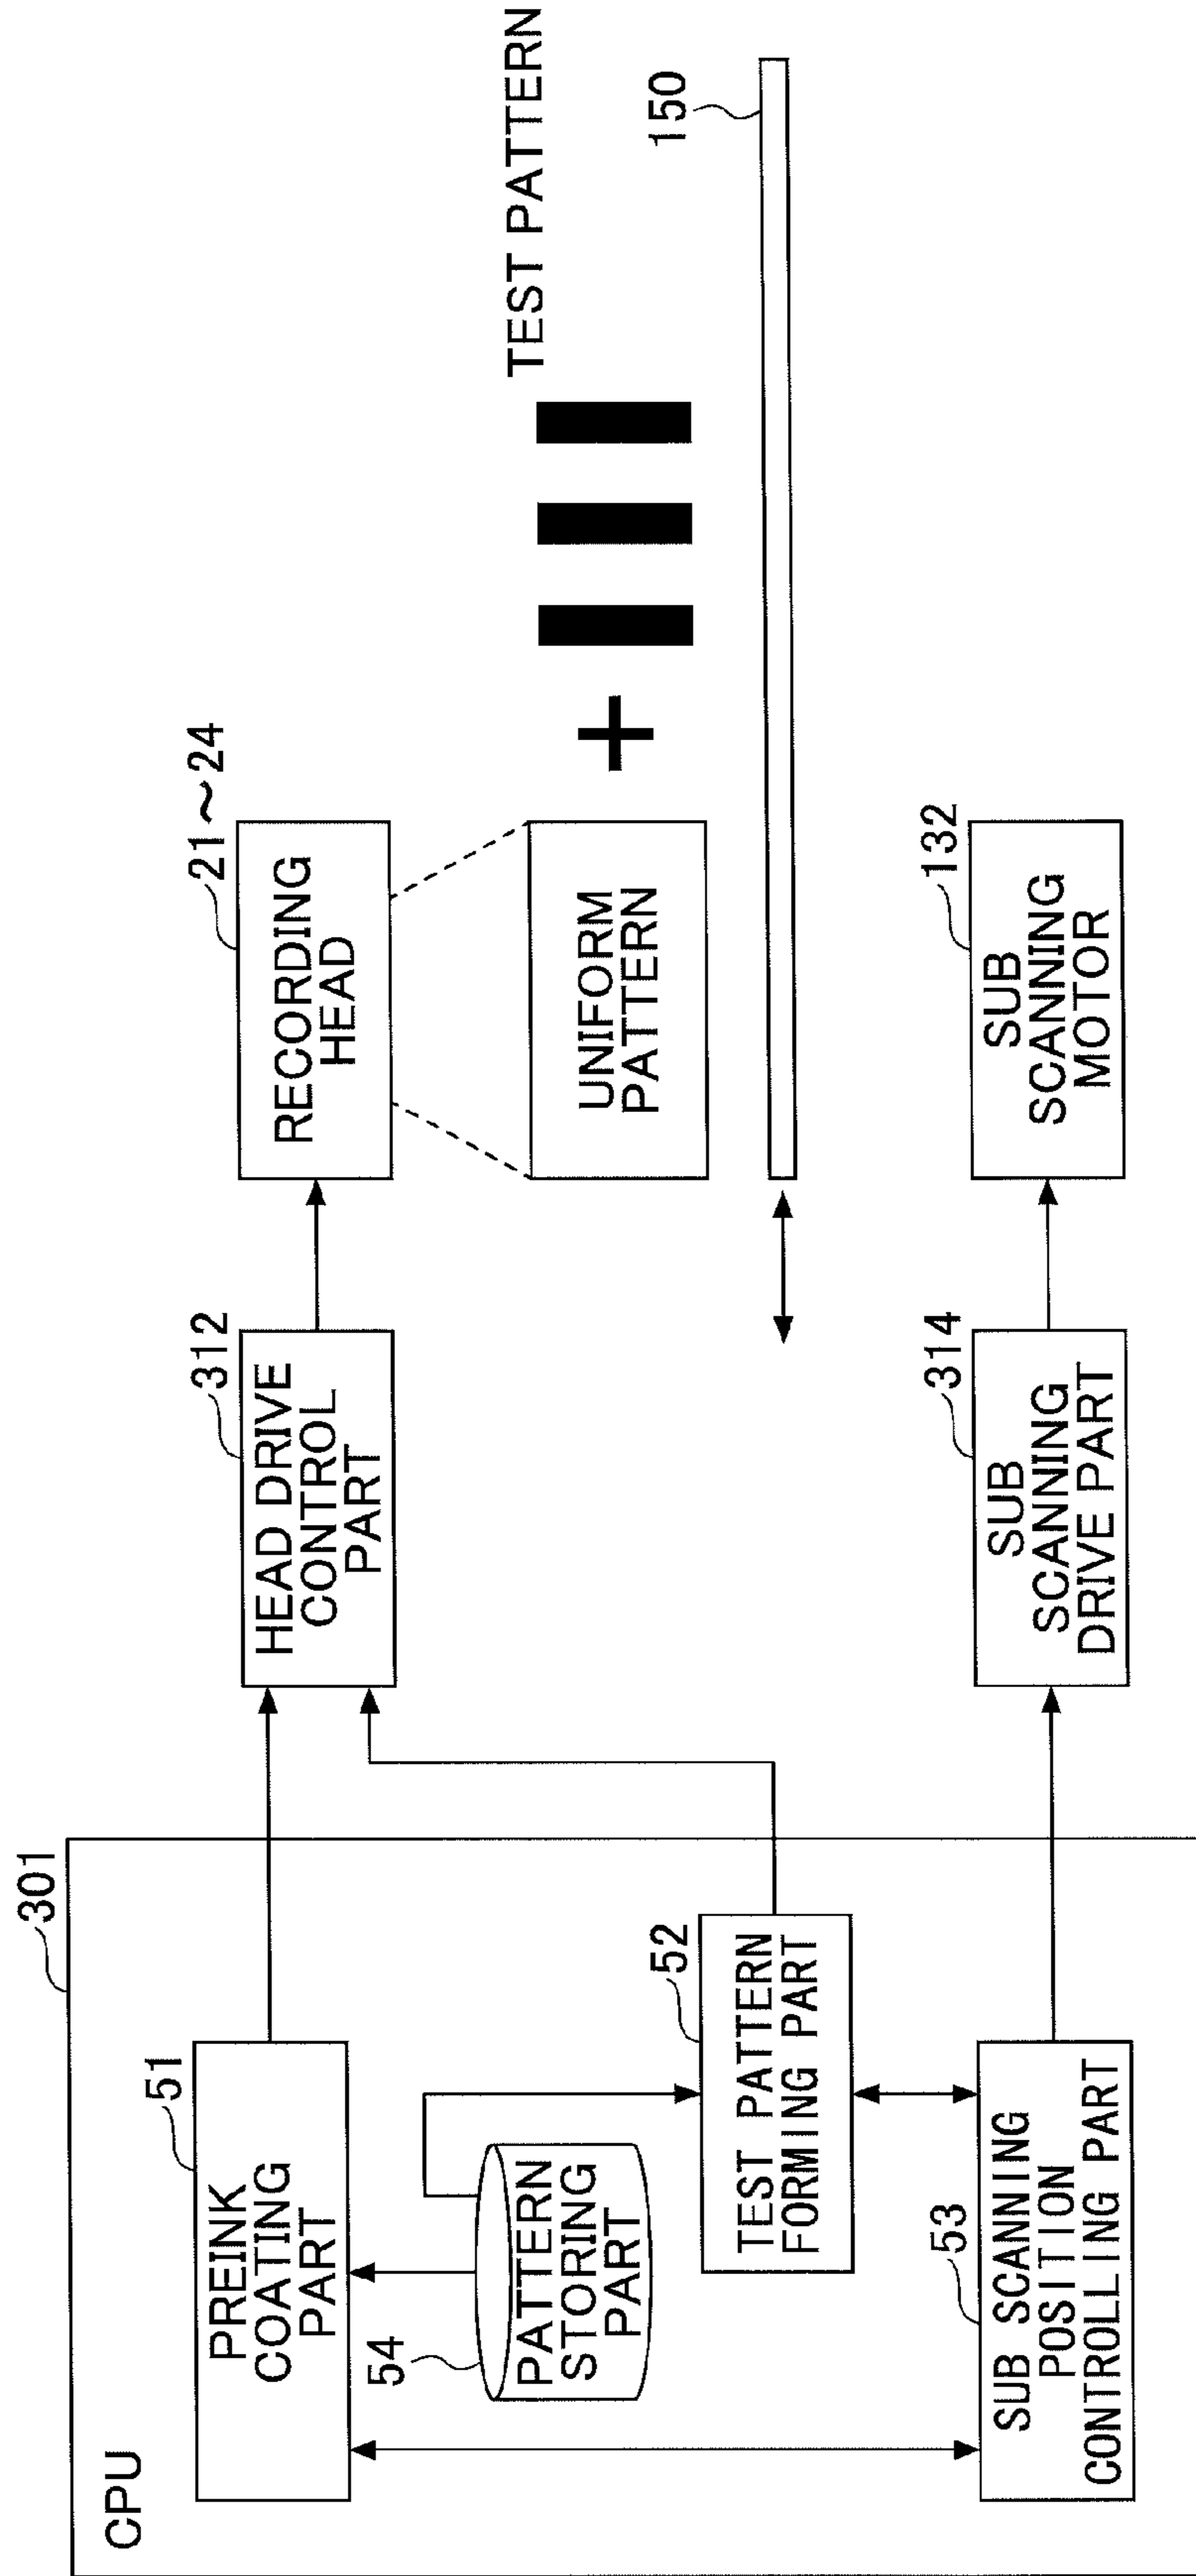 CPU
301
51
PREINK
COATING
PART
54
PATTERN
STORING
PART
52
TEST PATTERN
FORMING PART
53
SUB SCANNING
POSITION
CONTROLLING PART
312
HEAD DRIVE
CONTROL
PART
314
SUB
SCANNING
DRIVE PART
21~24
RECORDING
HEAD
UNIFORM
PATTERN
+
TEST PATTERN
150
132
SUB
SCANNING
MOTOR